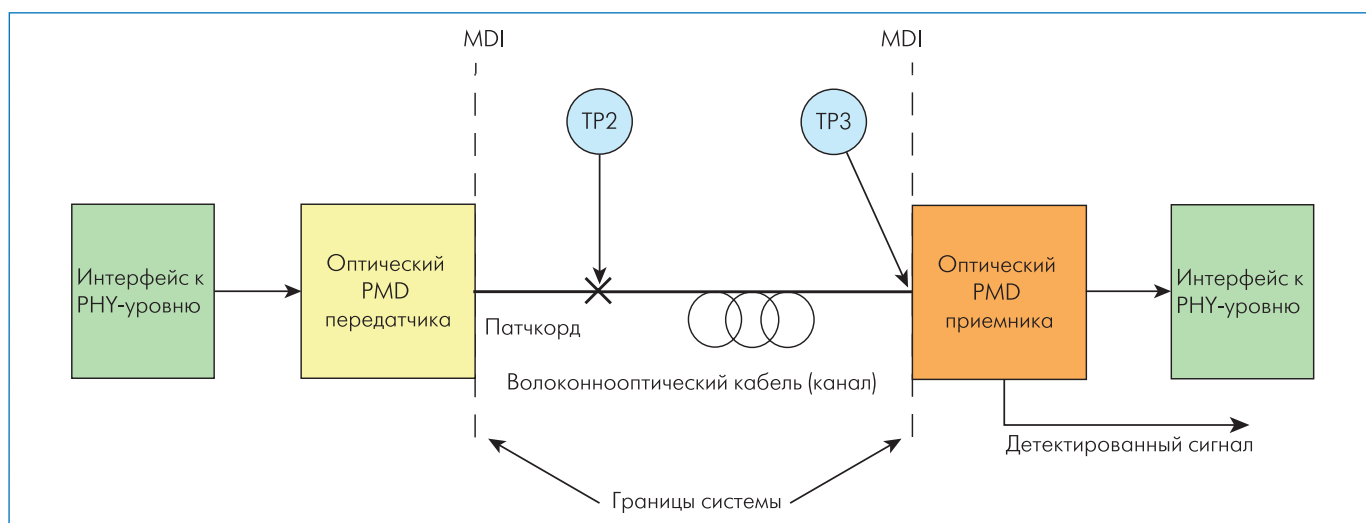 MDI
MDI
TP2
TP3
Интерфейс к
PHY-уровню
Оптический
PMD
передатчика
Оптический
PMD
приемника
Интерфейс к
PHY-уровню
Патчкорд
Волоконнооптический кабель (канал)
Детектированный сигнал
Границы системы